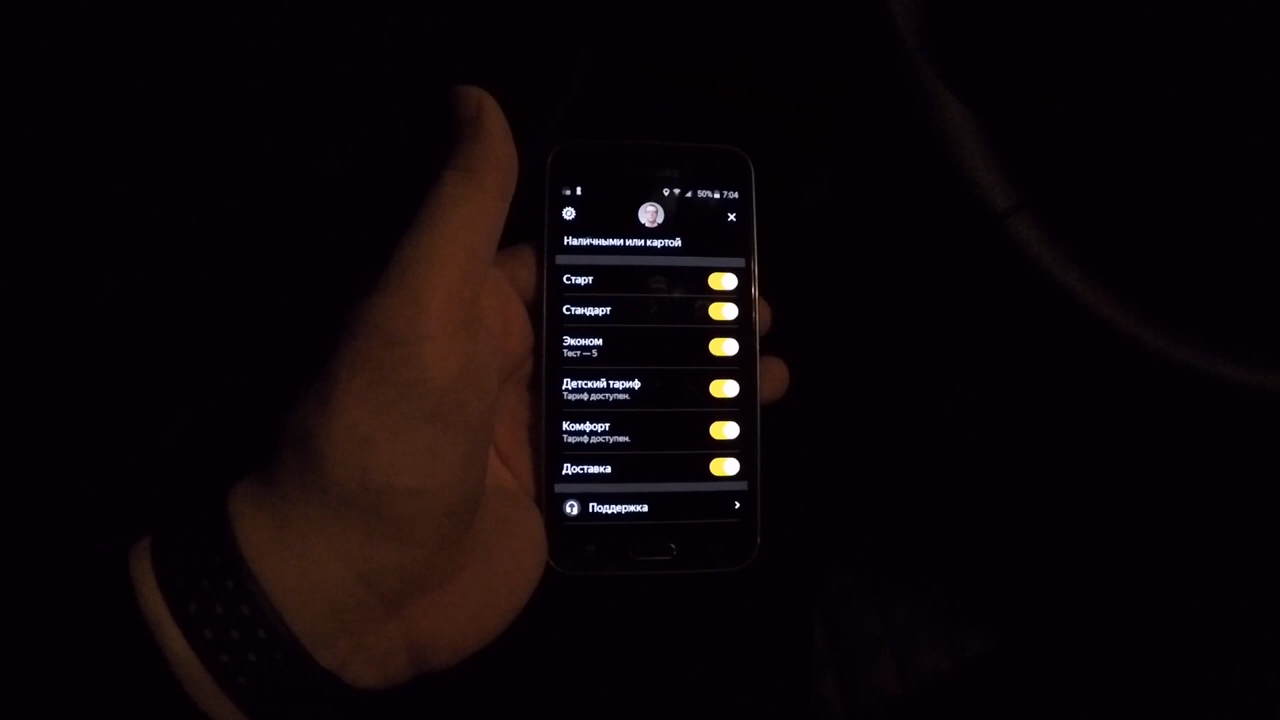 50% 7:04
Наличными или картой
Старт
Стандарт
Эконом
Тест — 5
Детский тариф
Тариф доступен.
Комфорт
Тариф доступен.
Доставка
Поддержка